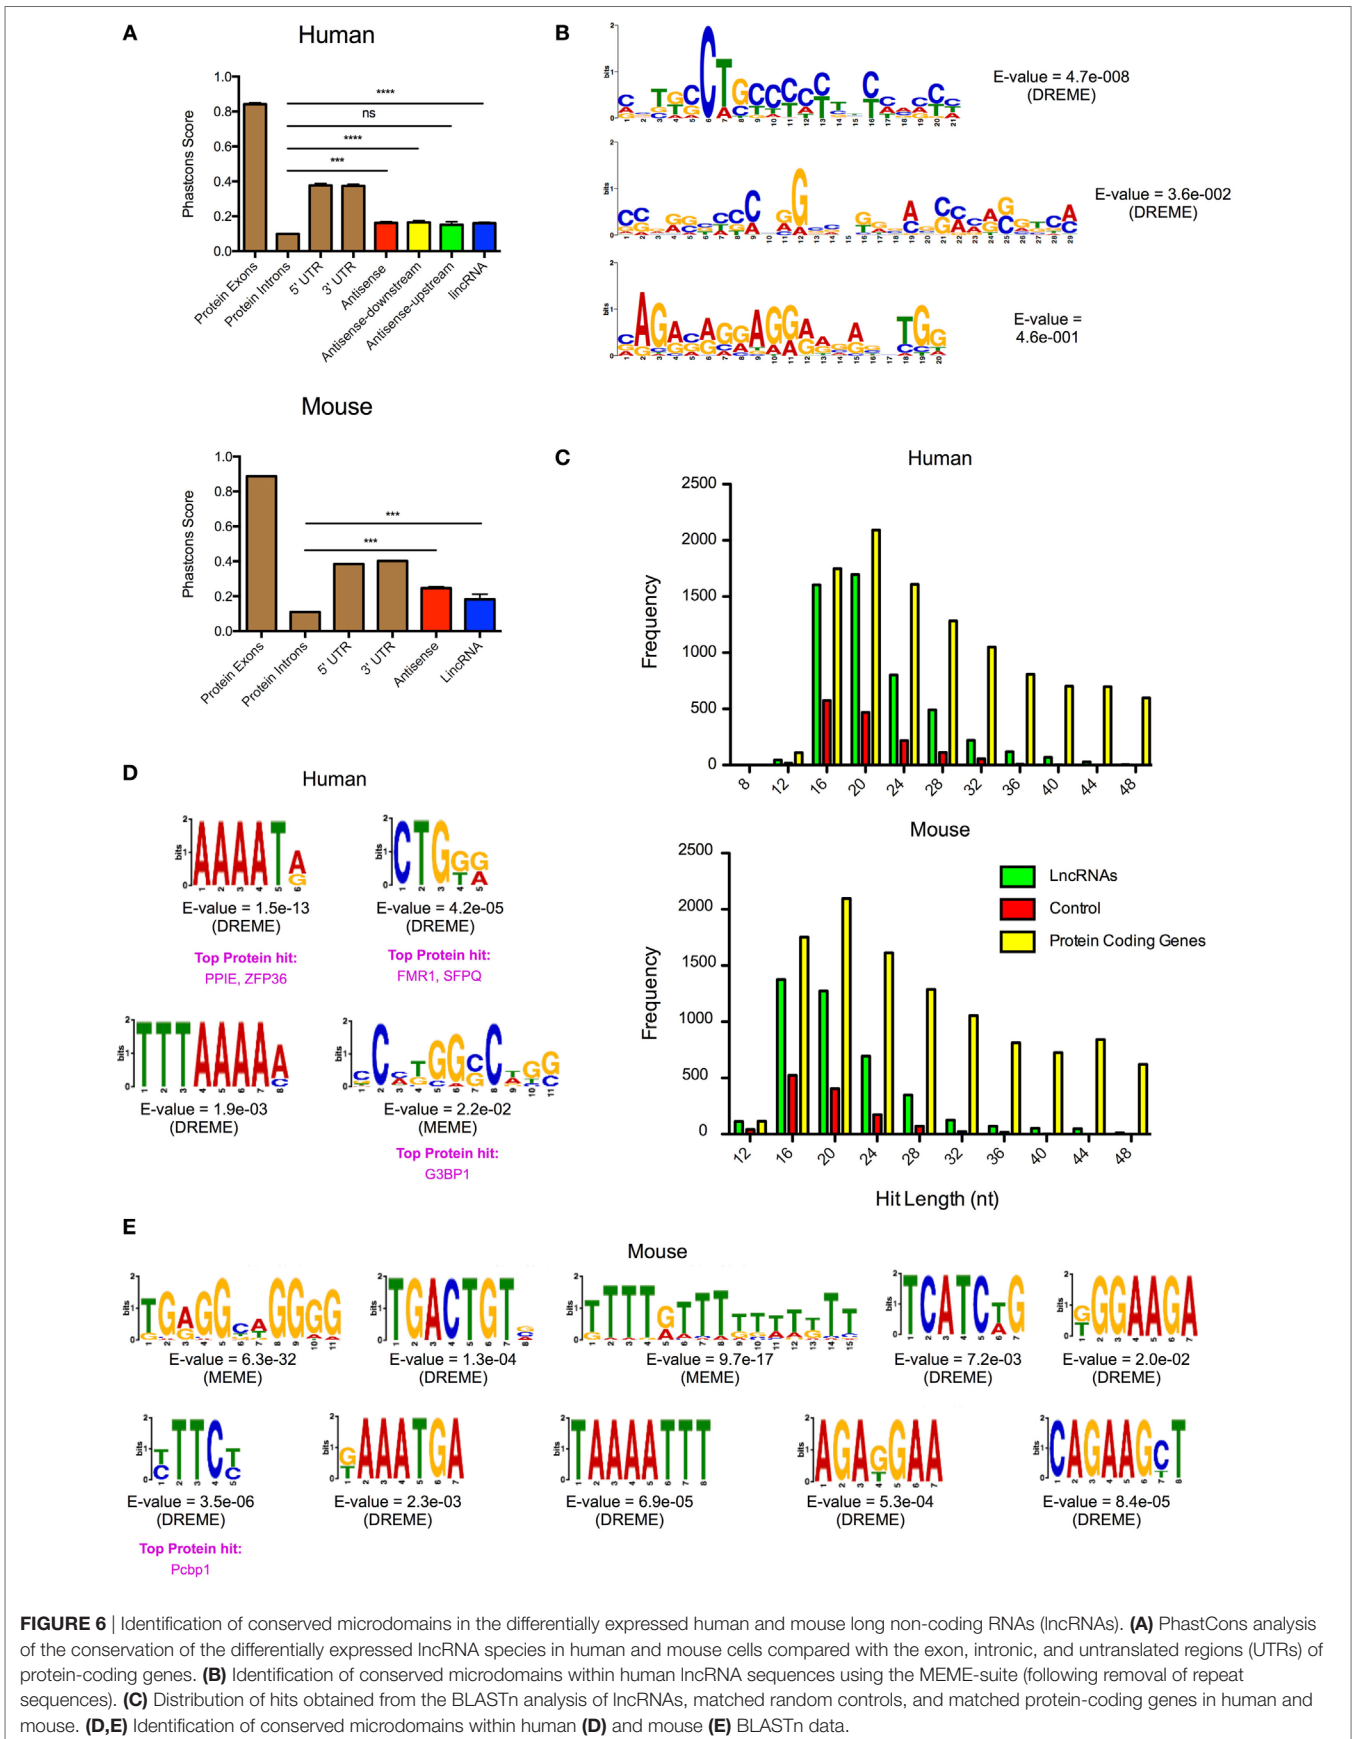 A
Human
Phastcons Score
1.0
0.8
0.6
0.4
0.2
0.0
****
ns
****
***
Protein Exons
Protein Introns
5' UTR
3' UTR
Antisense
Antisense-downstream
Antisense-upstream
lincRNA
Mouse
Phastcons Score
1.0
0.8
0.6
0.4
0.2
0.0
***
***
Protein Exons
Protein Introns
5' UTR
3' UTR
Antisense
LincRNA
B
E-value = 4.7e-008
(DREME)
E-value = 3.6e-002
(DREME)
E-value =
4.6e-001
C
Human
Frequency
2500
2000
1500
1000
500
0
8 12 16 20 24 28 32 36 40 44 48
Mouse
Frequency
2500
2000
1500
1000
500
0
LncRNAs
Control
Protein Coding Genes
12 16 20 24 28 32 36 40 44 48
Hit Length (nt)
D
Human
E-value = 1.5e-13
(DREME)
Top Protein hit:
PPIE, ZFP36
E-value = 4.2e-05
(DREME)
Top Protein hit:
FMR1, SFPQ
E-value = 1.9e-03
(DREME)
E-value = 2.2e-02
(MEME)
Top Protein hit:
G3BP1
E
Mouse
E-value = 6.3e-32
(MEME)
E-value = 1.3e-04
(DREME)
E-value = 9.7e-17
(MEME)
E-value = 7.2e-03
(DREME)
E-value = 2.0e-02
(DREME)
E-value = 3.5e-06
(DREME)
Top Protein hit:
Pcbp1
E-value = 2.3e-03
(DREME)
E-value = 6.9e-05
(DREME)
E-value = 5.3e-04
(DREME)
E-value = 8.4e-05
(DREME)
FIGURE 6 | Identification of conserved microdomains in the differentially expressed human and mouse long non-coding RNAs (lncRNAs). (A) PhastCons analysis
of the conservation of the differentially expressed lncRNA species in human and mouse cells compared with the exon, intronic, and untranslated regions (UTRs) of
protein-coding genes. (B) Identification of conserved microdomains within human lncRNA sequences using the MEME-suite (following removal of repeat
sequences). (C) Distribution of hits obtained from the BLASTn analysis of lncRNAs, matched random controls, and matched protein-coding genes in human and
mouse. (D,E) Identification of conserved microdomains within human (D) and mouse (E) BLASTn data.